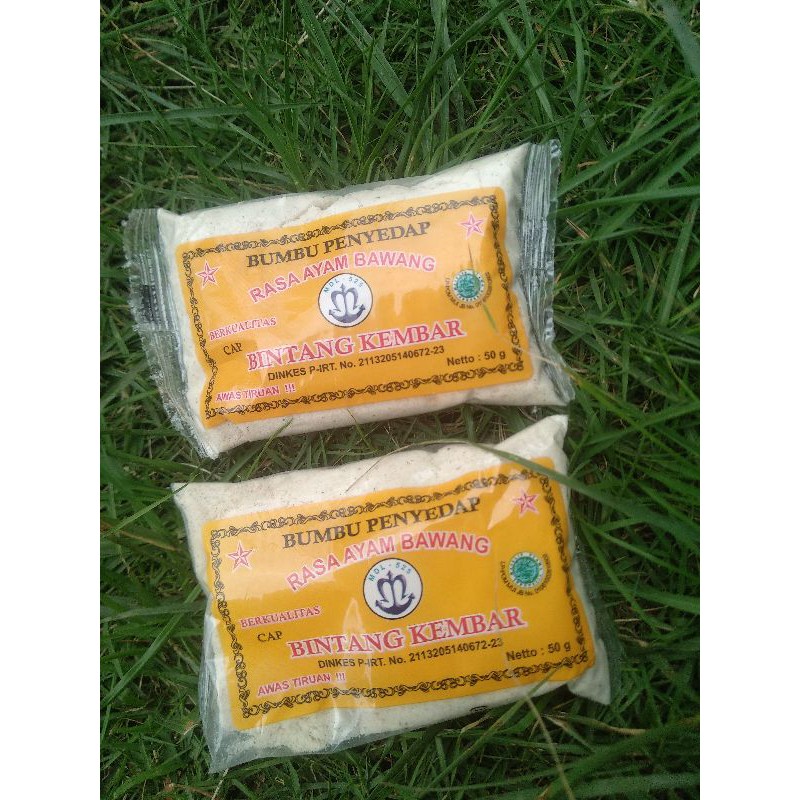 BUMBU PENYEDAP
RASA AYAM BAWANG
MDL - 525
BERKUALITAS
CAP
BINTANG KEMBAR
DINKES P-IRT. No. 2113205140672-23
Netto : 50 g
AWAS TIRUAN !!!
BUMBU PENYEDAP
RASA AYAM BAWANG
MDL - 525
BERKUALITAS
CAP
BINTANG KEMBAR
DINKES P-IRT. No. 2113205140672-23
Netto : 50 g
AWAS TIRUAN !!!